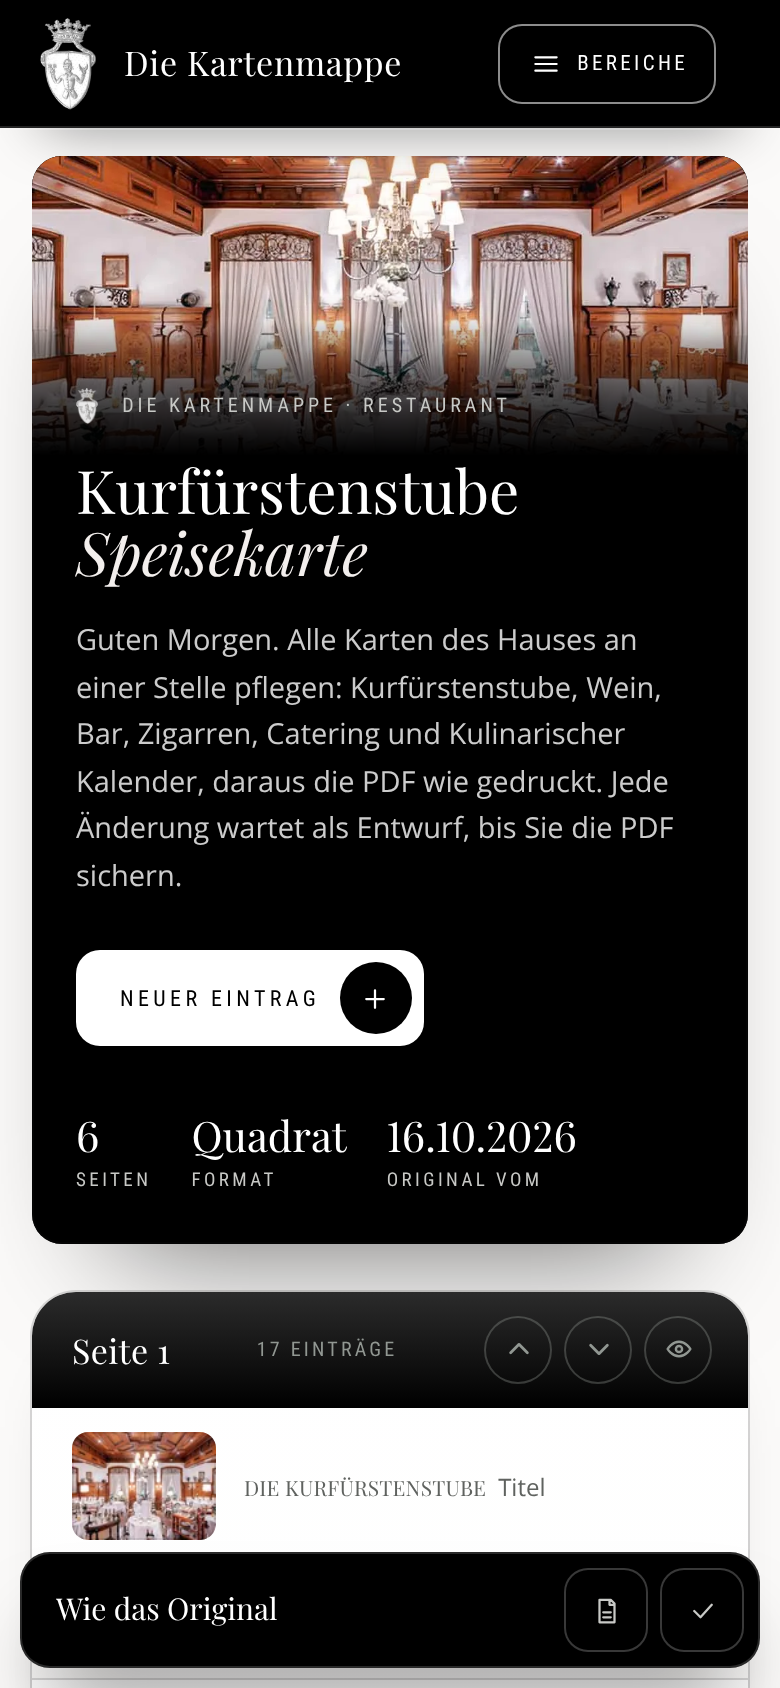 Die Kartenmappe
BEREICHE
DIE KARTENMAPPE · RESTAURANT
Kurfürstenstube
Speisekarte
Guten Morgen. Alle Karten des Hauses an
einer Stelle pflegen: Kurfürstenstube, Wein,
Bar, Zigarren, Catering und Kulinarischer
Kalender, daraus die PDF wie gedruckt. Jede
Änderung wartet als Entwurf, bis Sie die PDF
sichern.
NEUER EINTRAG
6 Quadrat 16.10.2026
SEITEN FORMAT ORIGINAL VOM
Seite 1 17 EINTRÄGE
DIE KURFÜRSTENSTUBE Titel
Wie das Original